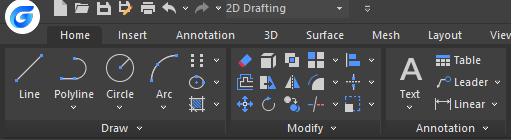 2D Drafting
Home Insert Annotation 3D Surface Mesh Layout View
Line Polyline Circle Arc Text Table
Leader
Linear
Draw Modify Annotation